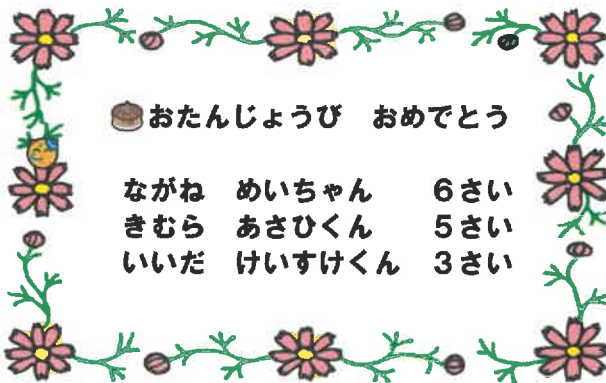 おたんじょうび　おめでとう
ながね　めいちゃん　　6さい
きむら　あさひくん　　5さい
いいだ　けいすけくん　3さい